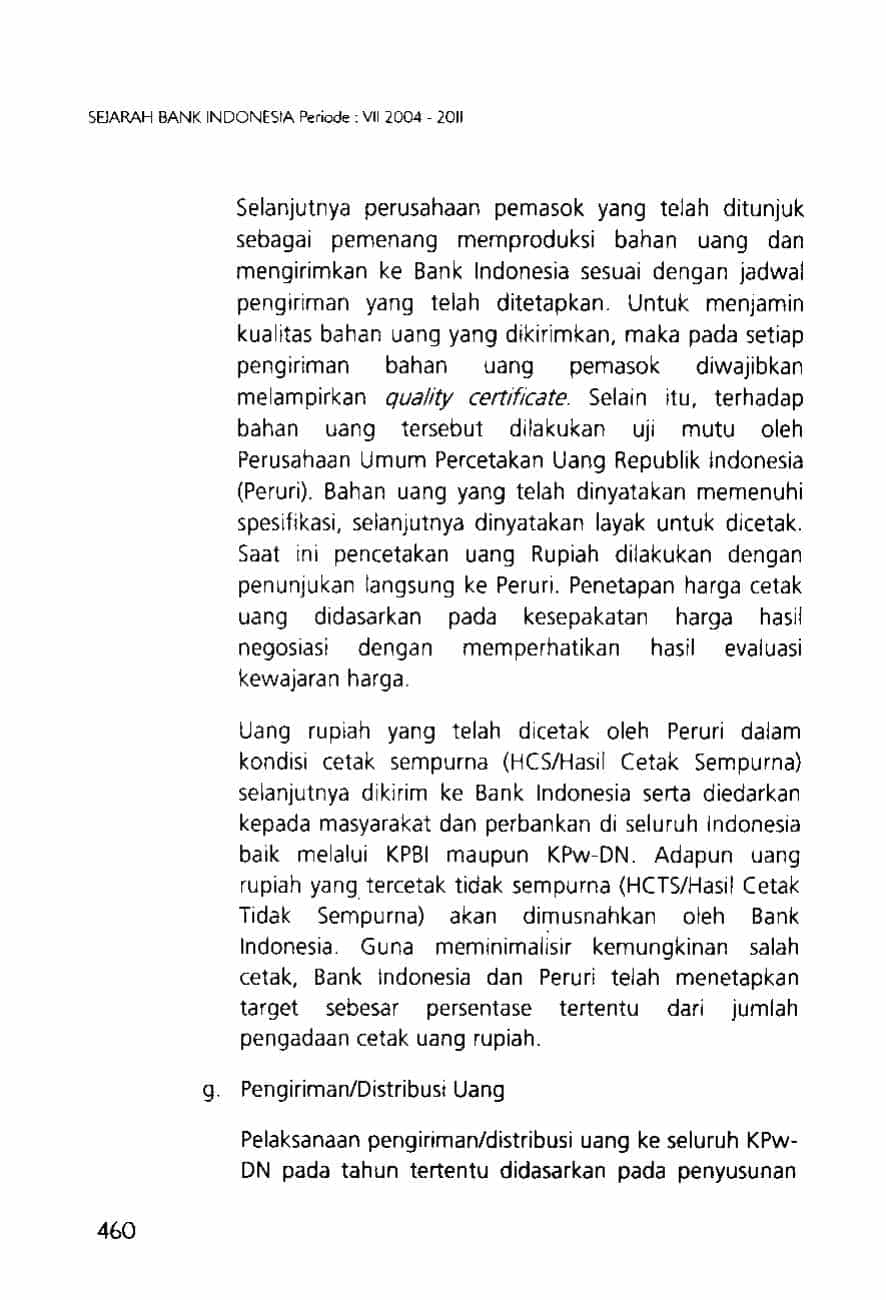 SEJARAH BANK INDONESIA Periode : VII 2004 - 2011
Selanjutnya perusahaan pemasok yang telah ditunjuk
sebagai pemenang memproduksi bahan uang dan
mengirimkan ke Bank Indonesia sesuai dengan jadwal
pengiriman yang telah ditetapkan. Untuk menjamin
kualitas bahan uang yang dikirimkan, maka pada setiap
pengiriman bahan uang pemasok diwajibkan
melampirkan quality certificate. Selain itu, terhadap
bahan uang tersebut dilakukan uji mutu oleh
Perusahaan Umum Percetakan Uang Republik Indonesia
(Peruri). Bahan uang yang telah dinyatakan memenuhi
spesifikasi, selanjutnya dinyatakan layak untuk dicetak.
Saat ini pencetakan uang Rupiah dilakukan dengan
penunjukan langsung ke Peruri. Penetapan harga cetak
uang didasarkan pada kesepakatan harga hasil
negosiasi dengan memperhatikan hasil evaluasi
kewajaran harga.
Uang rupiah yang telah dicetak oleh Peruri dalam
kondisi cetak sempurna (HCS/Hasil Cetak Sempurna)
selanjutnya dikirim ke Bank Indonesia serta diedarkan
kepada masyarakat dan perbankan di seluruh Indonesia
baik melalui KPBI maupun KPw-DN. Adapun uang
rupiah yang tercetak tidak sempurna (HCTS/Hasil Cetak
Tidak Sempurna) akan dimusnahkan oleh Bank
Indonesia. Guna meminimalisir kemungkinan salah
cetak, Bank Indonesia dan Peruri telah menetapkan
target sebesar persentase tertentu dari jumlah
pengadaan cetak uang rupiah.
g. Pengiriman/Distribusi Uang
Pelaksanaan pengiriman/distribusi uang ke seluruh KPw-
DN pada tahun tertentu didasarkan pada penyusunan
460